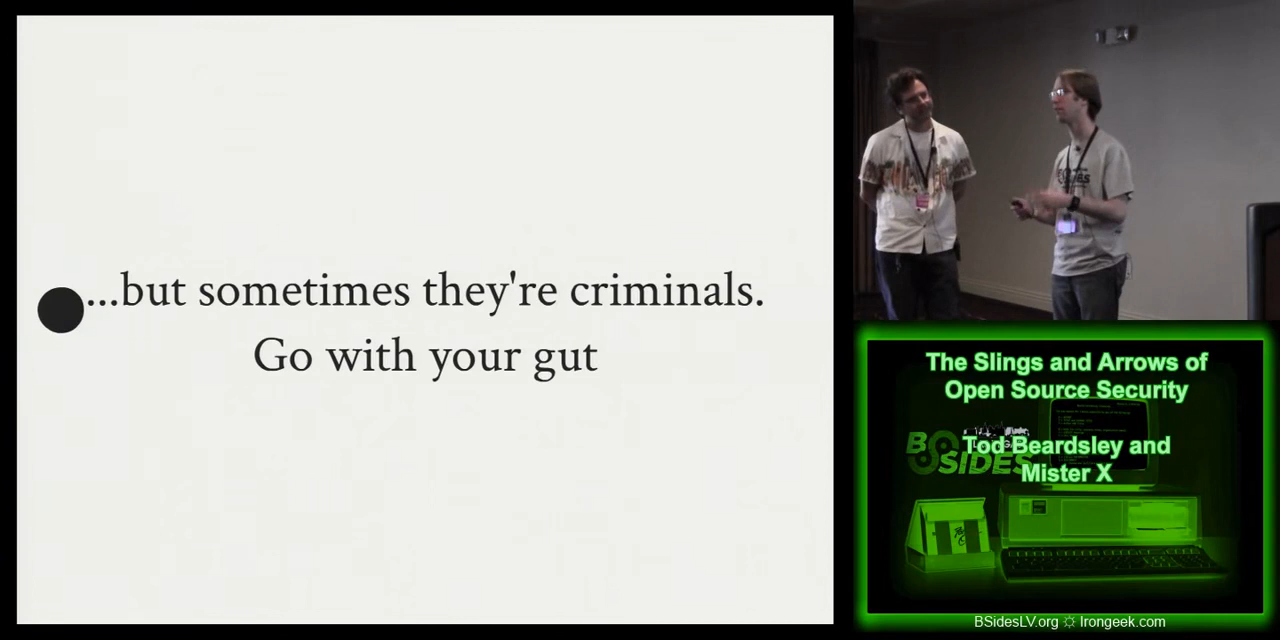 ...but sometimes they're criminals.
Go with your gut
The Slings and Arrows of
Open Source Security
BSIDES
Tod Beardsley and
Mister X
BSidesLV.org ☼ Irongeek.com